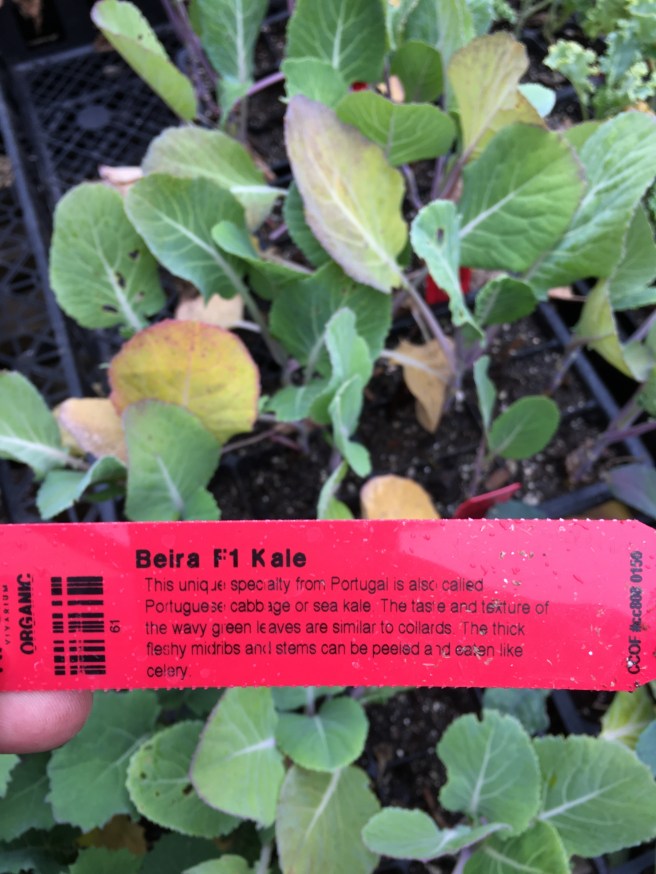 Beira F1 Kale
This unique specialty from Portugal is also called
Portuguese cabbage or sea kale. The taste and texture of
the wavy green leaves are similar to collards. The thick
fleshy midribs and stems can be peeled and eaten like
celery.
VIVARIUM
ORGANIC
61